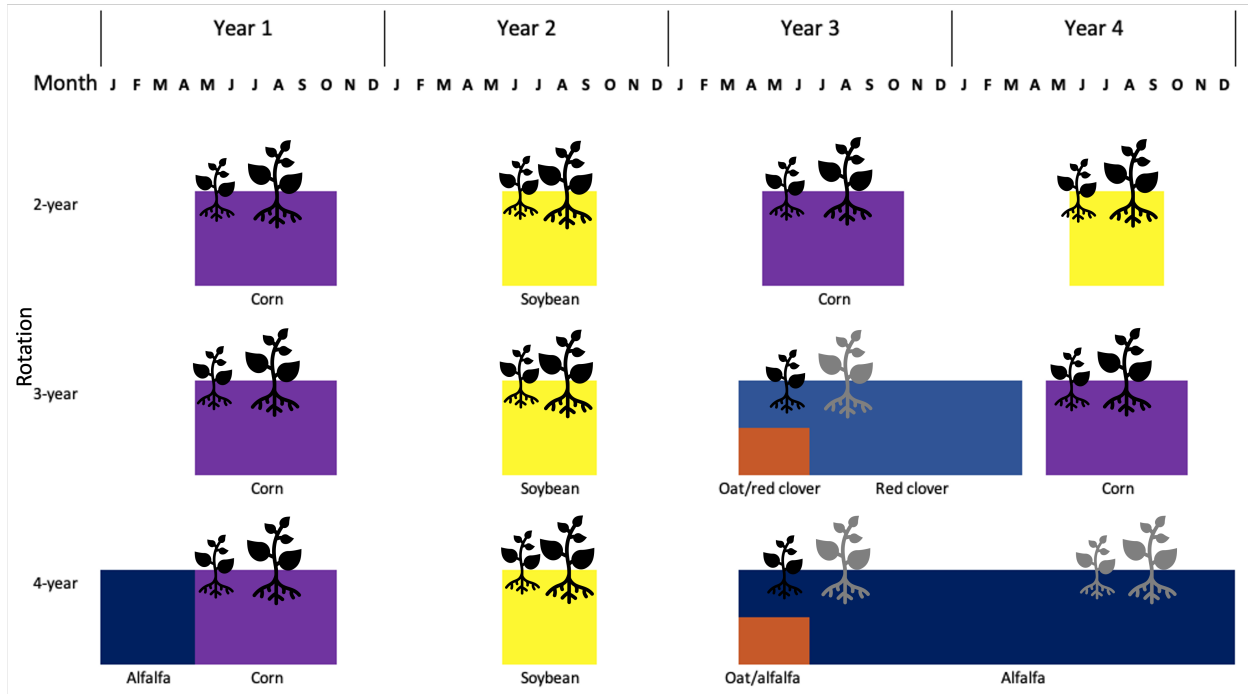 Year 1 Year 2 Year 3 Year 4
Month J F M A M J J A S O N D J F M A M J J A S O N D J F M A M J J A S O N D J F M A M J J A S O N D
Rotation
2-year
Corn Soybean Corn
3-year
Corn Soybean Oat/red clover Red clover Corn
4-year
Alfalfa Corn Soybean Oat/alfalfa Alfalfa